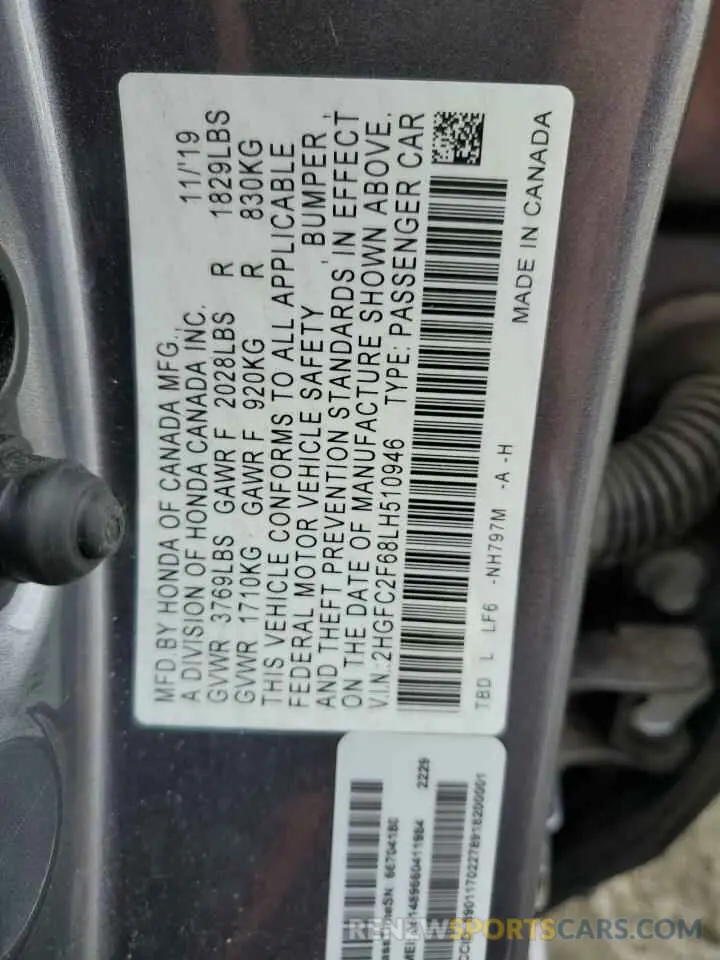 MFD BY HONDA OF CANADA MFG., 11/'19
A DIVISION OF HONDA CANADA INC.
GVWR 3769LBS GAWR F 2028LBS R 1829LBS
GVWR 1710KG GAWR F 920KG R 830KG
THIS VEHICLE CONFORMS TO ALL APPLICABLE
FEDERAL MOTOR VEHICLE SAFETY, BUMPER,
AND THEFT PREVENTION STANDARDS IN EFFECT
ON THE DATE OF MANUFACTURE SHOWN ABOVE.
V.I.N.:2HGFC2F68LH510946 TYPE: PASSENGER CAR
TBD L LF6 -NH797M -A -H
MADE IN CANADA
2229
RENEWSPORTSCARS.COM